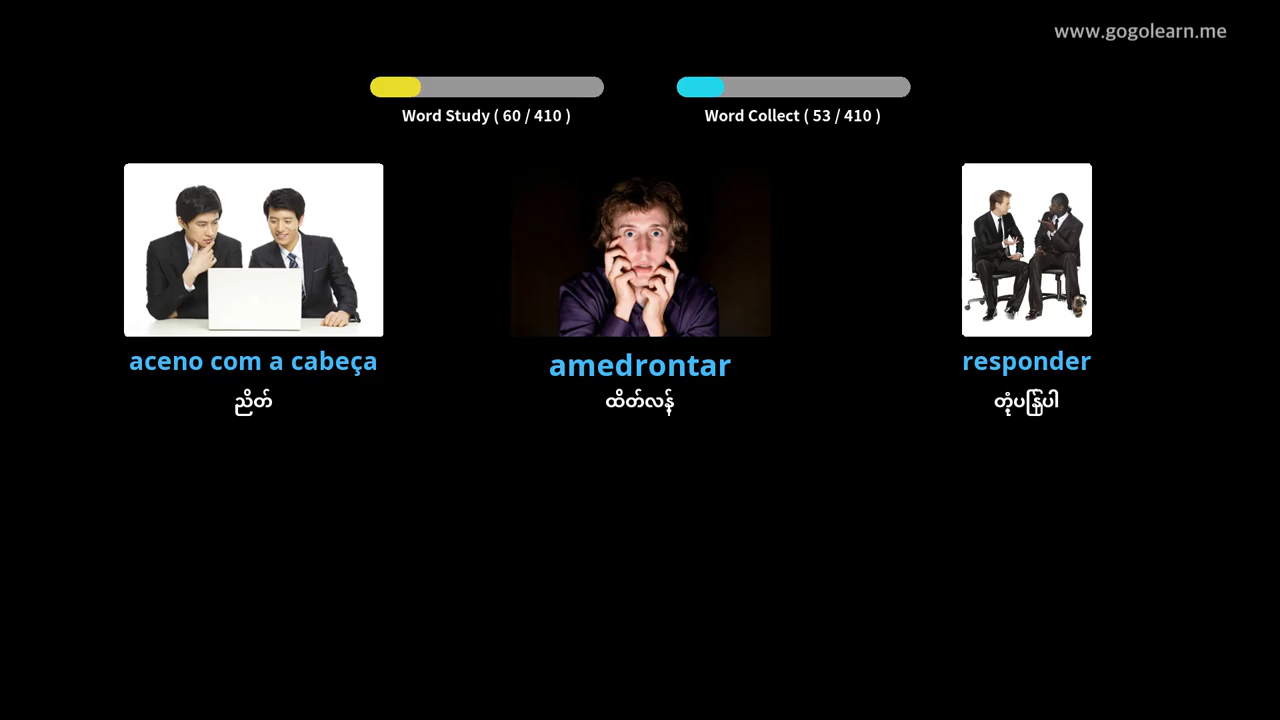 www.gogolearn.me
Word Study ( 60 / 410 )
Word Collect ( 53 / 410 )
aceno com a cabeça
amedrontar
responder
ညိတ်
ထိတ်လန့်
တုံ့ပြန်ပါ